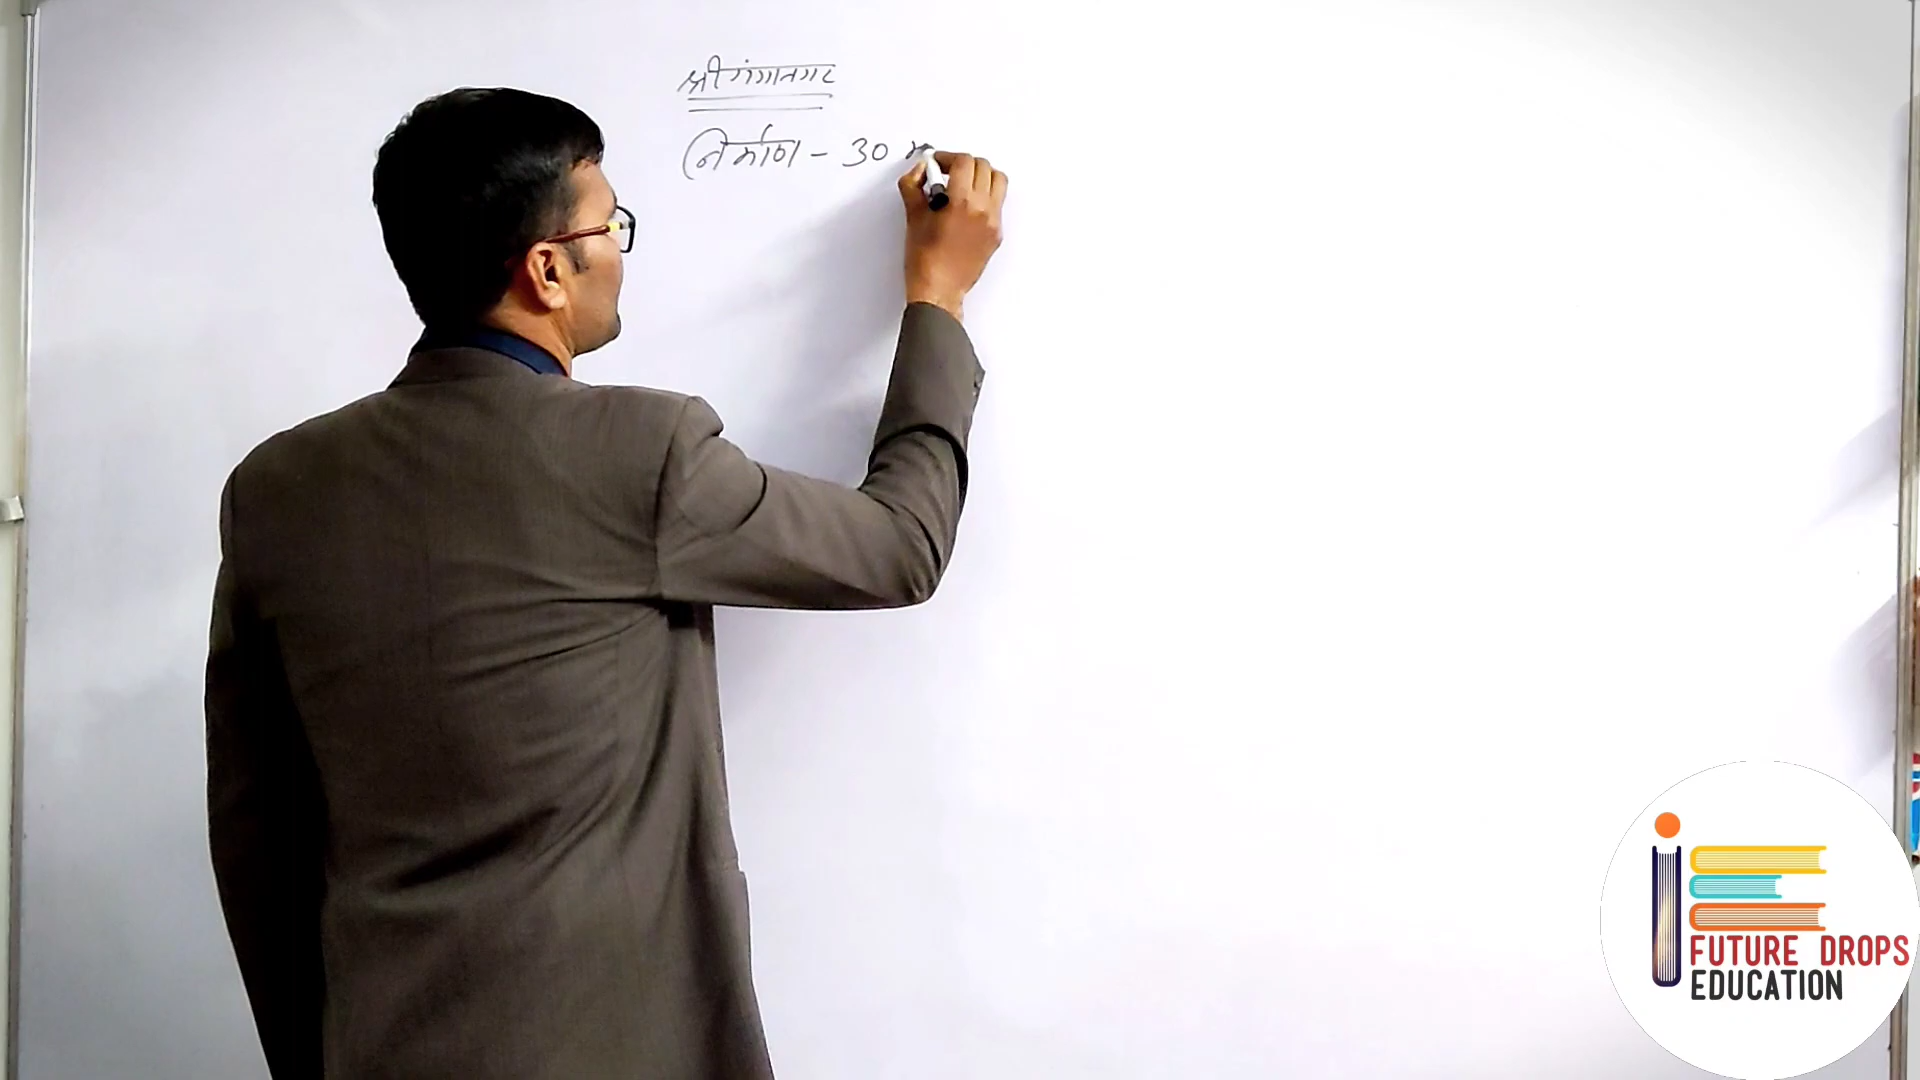 श्री गंगानगर
निर्माण - 30 म
FUTURE DROPS
EDUCATION